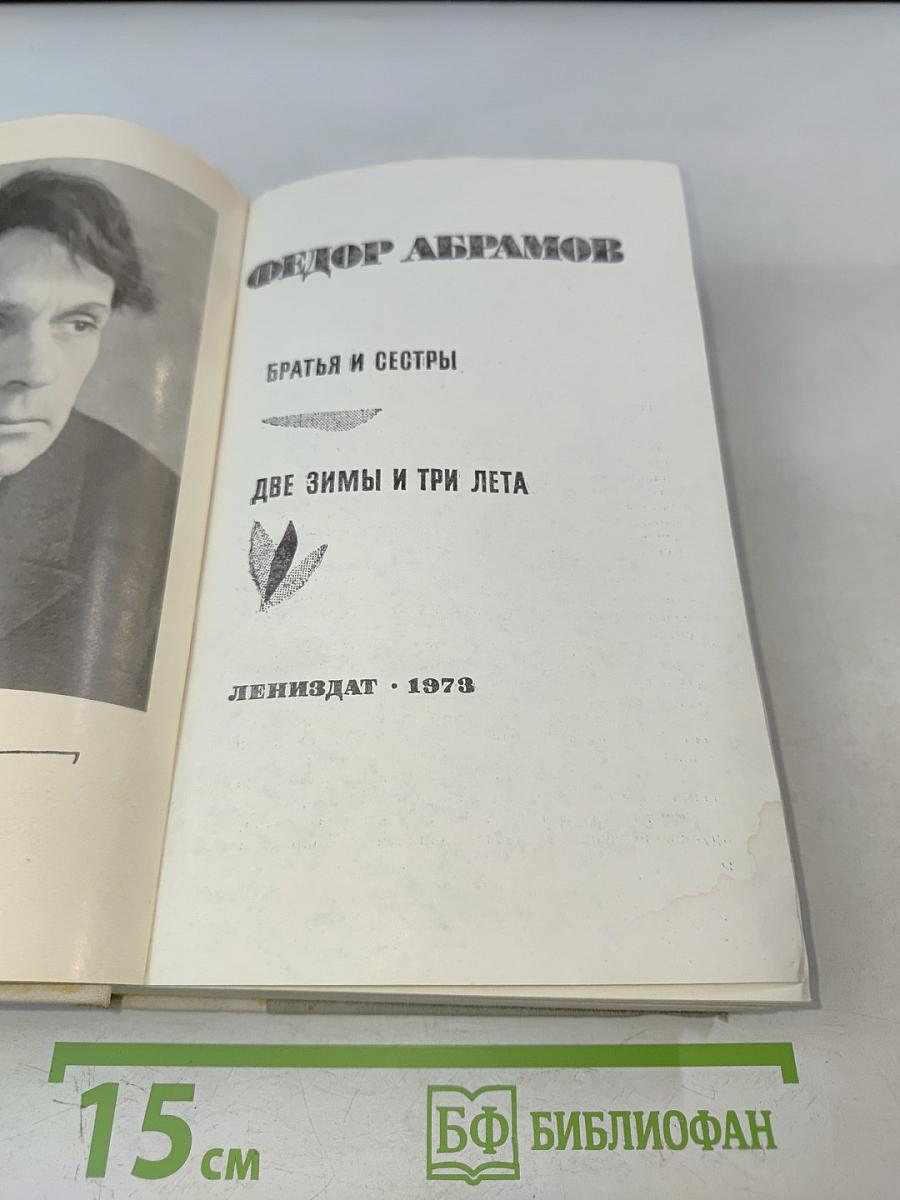 ФЕДОР АБРАМОВ
БРАТЬЯ И СЕСТРЫ
ДВЕ ЗИМЫ И ТРИ ЛЕТА
ЛЕНИЗДАТ · 1973
15 см
БФ БИБЛИОФАН